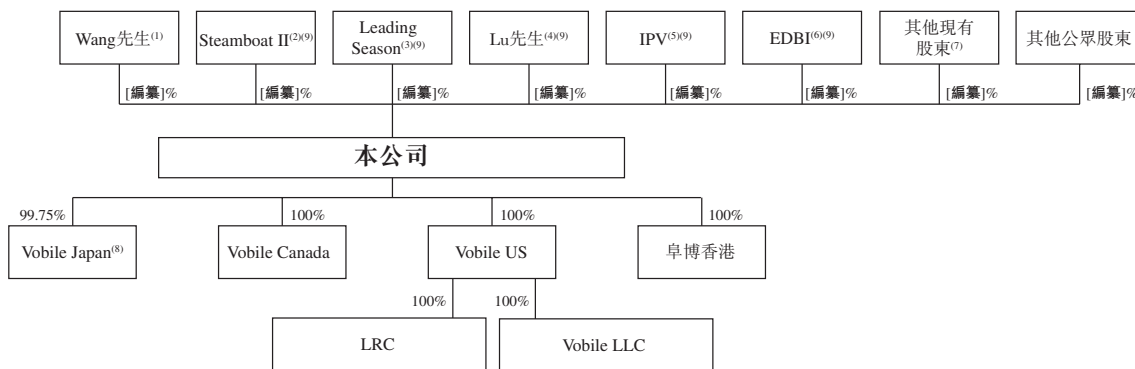 Wang先生(1)
Steamboat II(2)(9)
Leading
Season(3)(9)
Lu先生(4)(9)
IPV(5)(9)
EDBI(6)(9)
其他現有
股東(7)
其他公眾股東
[編纂]%
[編纂]%
[編纂]%
[編纂]%
[編纂]%
[編纂]%
[編纂]%
[編纂]%
本公司
99.75%
100%
100%
100%
Vobile Japan(8)
Vobile Canada
Vobile US
阜博香港
100%
100%
LRC
Vobile LLC